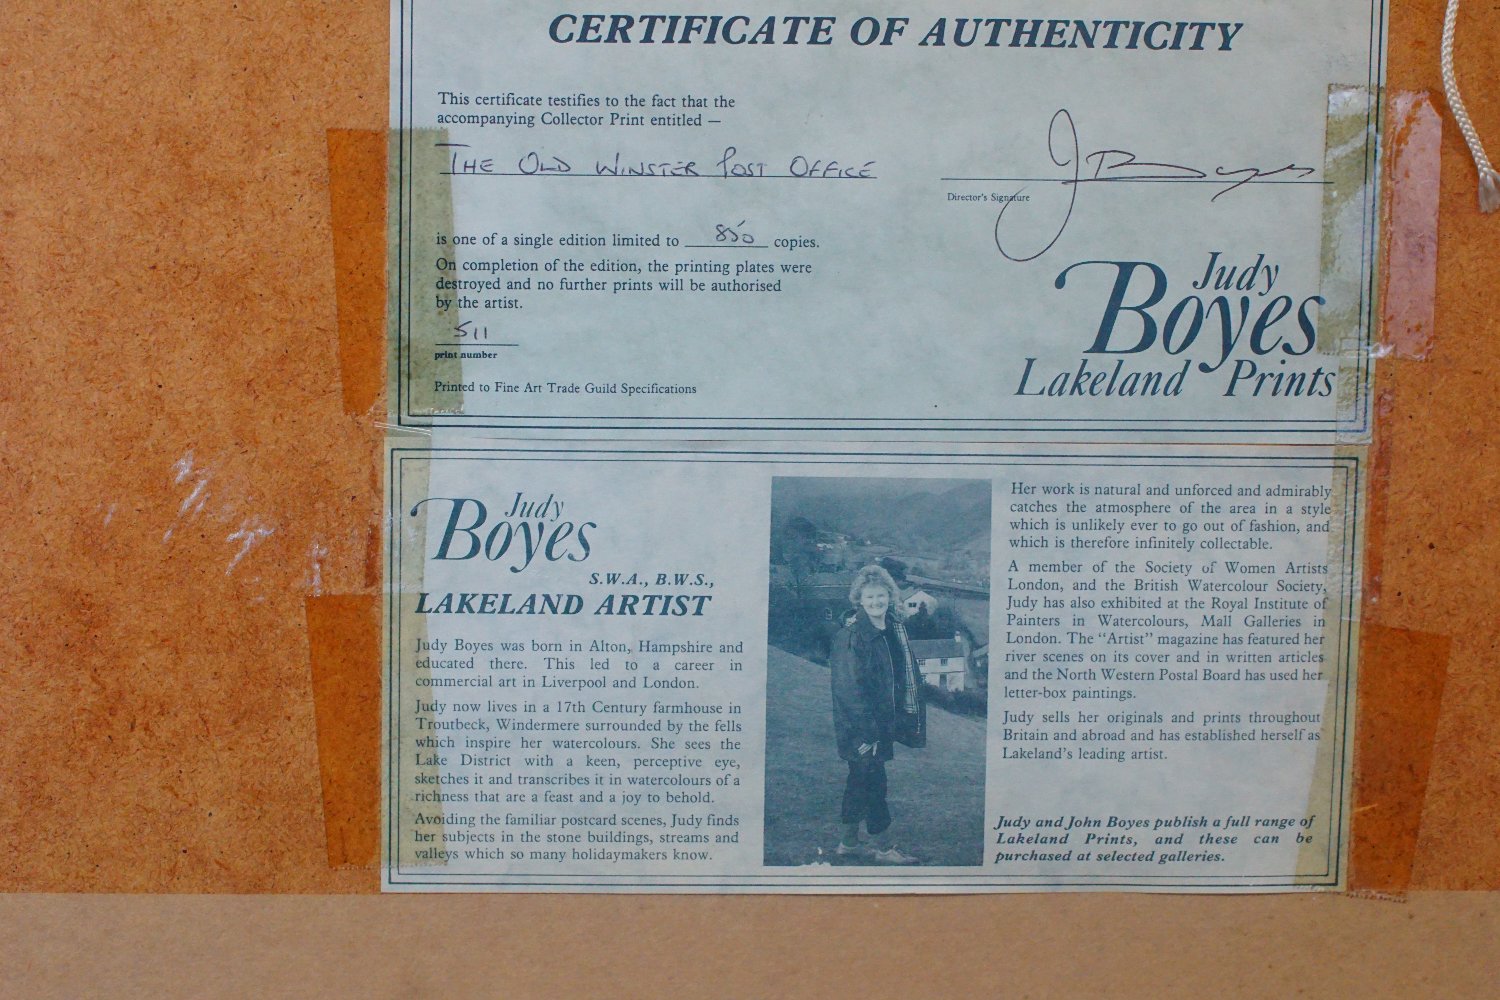 CERTIFICATE OF AUTHENTICITY
This certificate testifies to the fact that the
accompanying Collector Print entitled —
THE OLD WINSTER POST OFFICE
is one of a single edition limited to 850 copies.
On completion of the edition, the printing plates were
destroyed and no further prints will be authorised
by the artist.
511
print number
Printed to Fine Art Trade Guild Specifications
J Boyes
Director's Signature
Judy
Boyes
Lakeland Prints
Judy
Boyes
S.W.A., B.W.S.,
LAKELAND ARTIST
Judy Boyes was born in Alton, Hampshire and
educated there. This led to a career in
commercial art in Liverpool and London.
Judy now lives in a 17th Century farmhouse in
Troutbeck, Windermere surrounded by the fells
which inspire her watercolours. She sees the
Lake District with a keen, perceptive eye,
sketches it and transcribes it in watercolours of a
richness that are a feast and a joy to behold.
Avoiding the familiar postcard scenes, Judy finds
her subjects in the stone buildings, streams and
valleys which so many holidaymakers know.
Her work is natural and unforced and admirably
catches the atmosphere of the area in a style
which is unlikely ever to go out of fashion, and
which is therefore infinitely collectable.
A member of the Society of Women Artists
London, and the British Watercolour Society,
Judy has also exhibited at the Royal Institute of
Painters in Watercolours, Mall Galleries in
London. The "Artist" magazine has featured her
river scenes on its cover and in written articles
and the North Western Postal Board has used her
letter-box paintings.
Judy sells her originals and prints throughout
Britain and abroad and has established herself as
Lakeland's leading artist.
Judy and John Boyes publish a full range of
Lakeland Prints, and these can be
purchased at selected galleries.